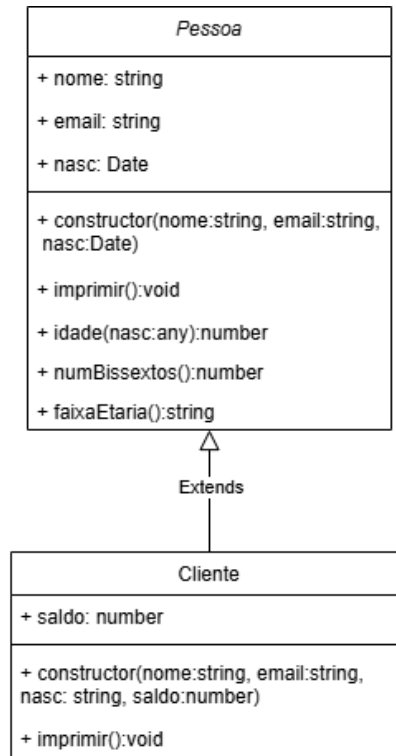 Pessoa
+ nome: string
+ email: string
+ nasc: Date
+ constructor(nome:string, email:string,
nasc:Date)
+ imprimir():void
+ idade(nasc:any):number
+ numBissextos():number
+ faixaEtaria():string
Extends
Cliente
+ saldo: number
+ constructor(nome:string, email:string,
nasc: string, saldo:number)
+ imprimir():void